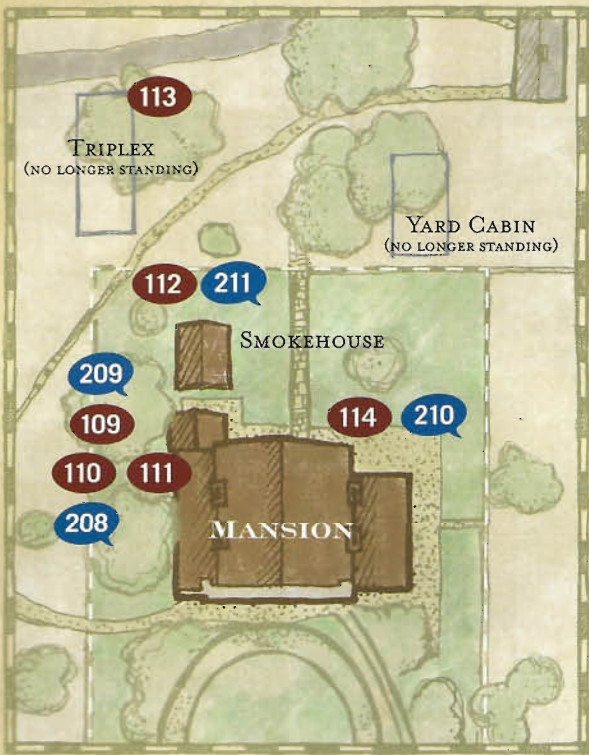 113
TRIPLEX
(NO LONGER STANDING)
YARD CABIN
(NO LONGER STANDING)
112 211
SMOKEHOUSE
209
109
114 210
110 111
208
MANSION